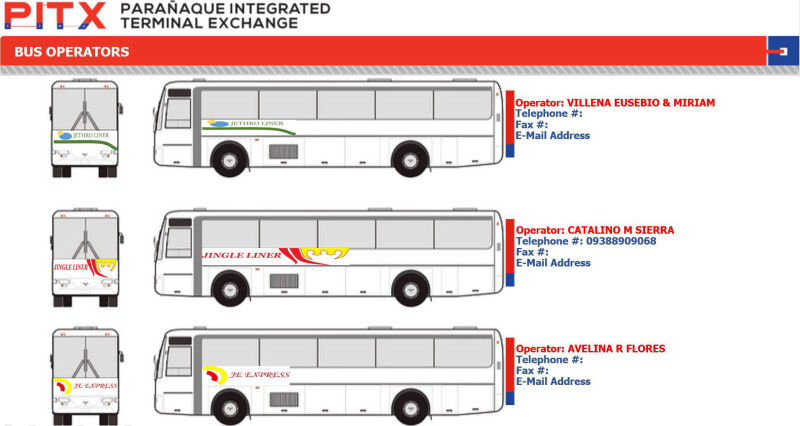 PITX PARAÑAQUE INTEGRATED
TERMINAL EXCHANGE
BUS OPERATORS
JETHRO LINER
JETHRO LINER
Operator: VILLENA EUSEBIO & MIRIAM
Telephone #:
Fax #:
E-Mail Address
JINGLE LINER
JINGLE LINER
Operator: CATALINO M SIERRA
Telephone #: 09388909068
Fax #:
E-Mail Address
JE EXPRESS
JE EXPRESS
Operator: AVELINA R FLORES
Telephone #:
Fax #:
E-Mail Address